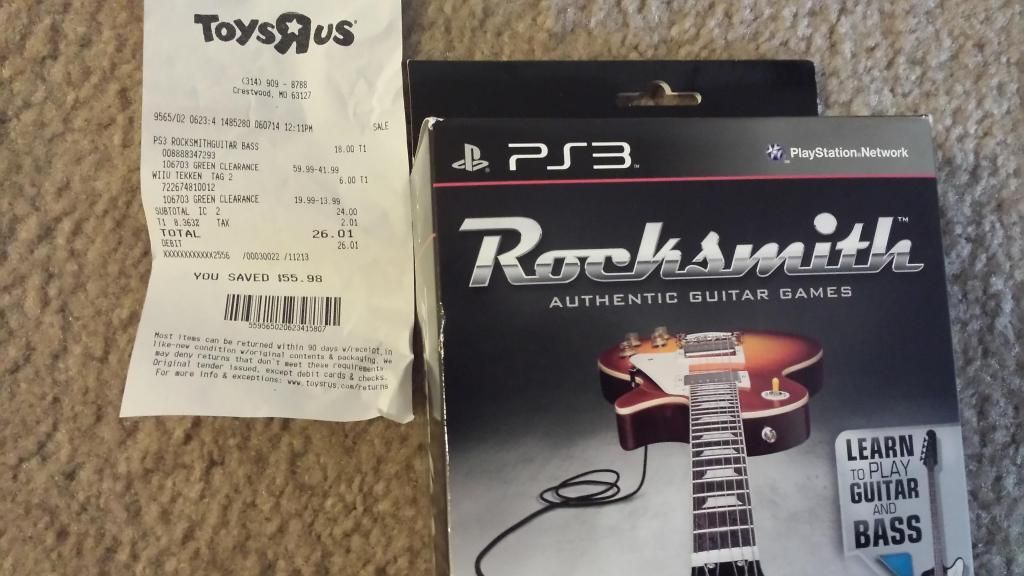 TOYSRUS
(314) 909 - 8788
Crestwood, MO 63127
9565/02 0623:4 1485280 060714 12:11PM
SALE
PS3 ROCKSMITHGUITAR BASS 18.00 T1
008888347293
106703 GREEN CLEARANCE 59.99-41.99
WIIU TEKKEN TAG 2 6.00 T1
722674810012
106703 GREEN CLEARANCE 19.99-13.99
SUBTOTAL IC 2 24.00
T1 8.363% TAX 2.01
TOTAL 26.01
DEBIT 26.01
XXXXXXXXXXXX2556 /00030022 /11213
YOU SAVED $55.98
559565020623415807
Most items can be returned within 90 days w/receipt, in
like-new condition w/original contents & packaging. We
may deny returns that don't meet these requirements.
Original tender issued, except debit cards & checks.
For more info & exceptions: www.toysrus.com/returns
PS3™
PlayStation®Network
Rocksmith™
AUTHENTIC GUITAR GAMES
LEARN
TO PLAY
GUITAR
AND
BASS